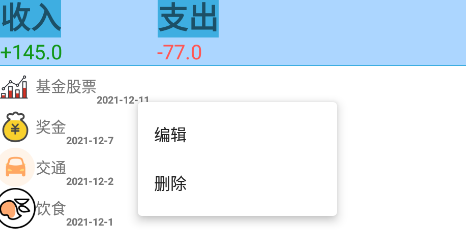 收入 支出
+145.0 -77.0
基金股票
2021-12-11
奖金
2021-12-7
编辑
交通
2021-12-2
删除
饮食
2021-12-1